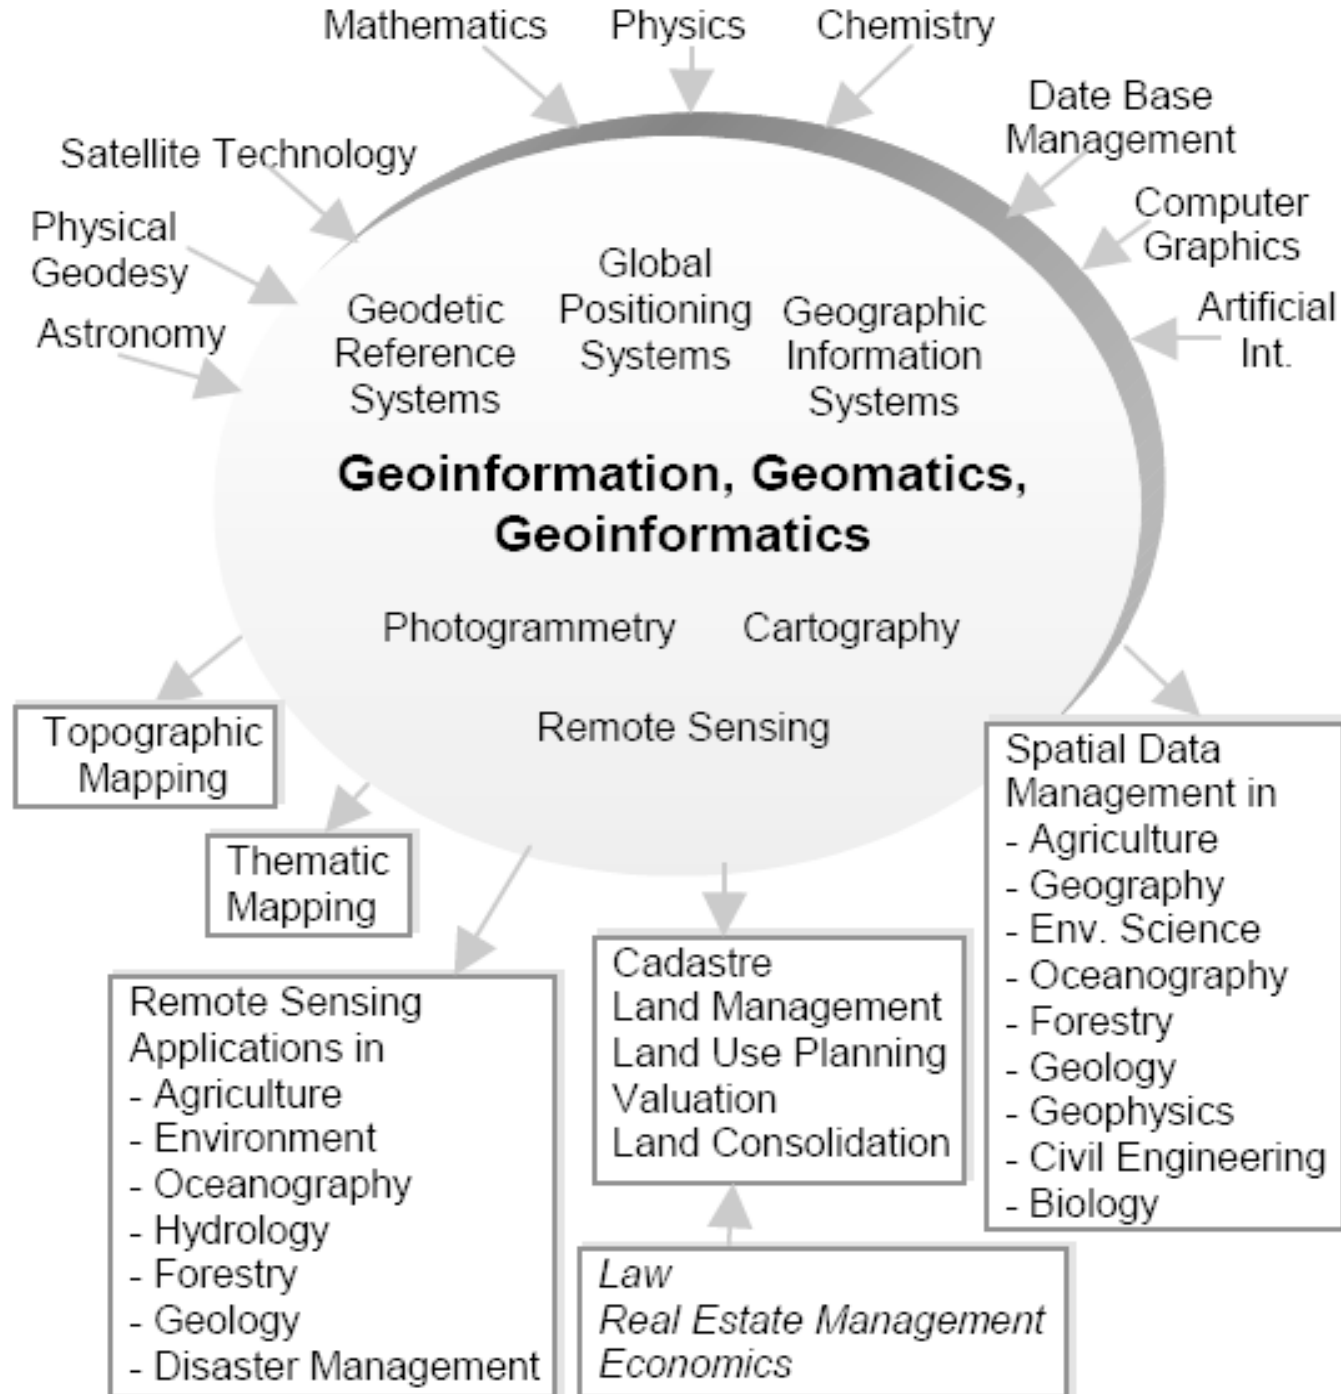 Mathematics
Physics
Chemistry
Date Base
Management
Satellite Technology
Computer
Graphics
Physical
Geodesy
Artificial
Int.
Astronomy
Geodetic
Reference
Systems
Global
Positioning
Systems
Geographic
Information
Systems
Geoinformation, Geomatics,
Geoinformatics
Photogrammetry
Cartography
Remote Sensing
Topographic
Mapping
Thematic
Mapping
Remote Sensing
Applications in
- Agriculture
- Environment
- Oceanography
- Hydrology
- Forestry
- Geology
- Disaster Management
Cadastre
Land Management
Land Use Planning
Valuation
Land Consolidation
Law
Real Estate Management
Economics
Spatial Data
Management in
- Agriculture
- Geography
- Env. Science
- Oceanography
- Forestry
- Geology
- Geophysics
- Civil Engineering
- Biology